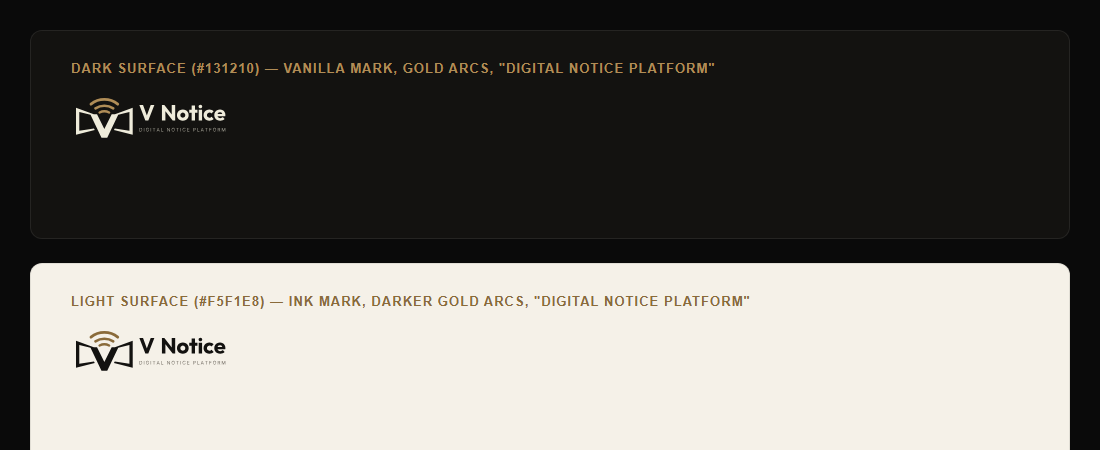 DARK SURFACE (#131210) — VANILLA MARK, GOLD ARCS, "DIGITAL NOTICE PLATFORM"
V Notice
DIGITAL NOTICE PLATFORM
LIGHT SURFACE (#F5F1E8) — INK MARK, DARKER GOLD ARCS, "DIGITAL NOTICE PLATFORM"
V Notice
DIGITAL NOTICE PLATFORM